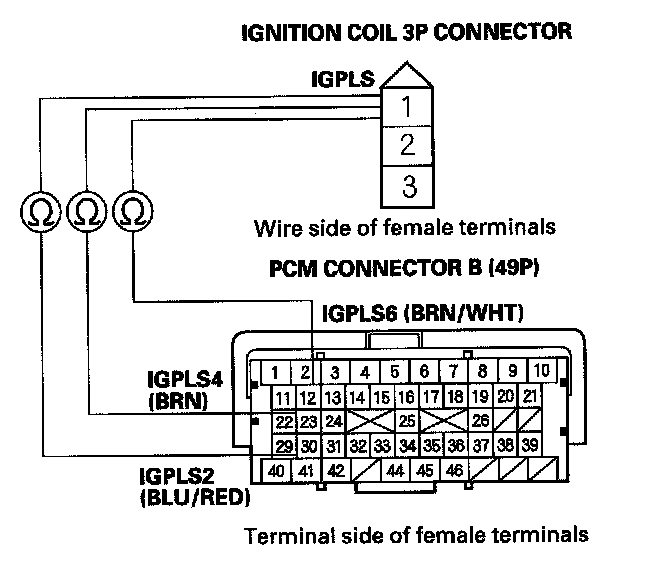 IGNITION COIL 3P CONNECTOR
IGPLS
1
2
3
Ω Ω Ω
Wire side of female terminals
PCM CONNECTOR B (49P)
IGPLS6 (BRN/WHT)
IGPLS4
(BRN)
1 2 3 4 5 6 7 8 9 10
11 12 13 14 15 16 17 18 19 20 21
22 23 24 25 26
29 30 31 32 33 34 35 36 37 38 39
40 41 42 44 45 46
IGPLS2
(BLU/RED)
Terminal side of female terminals